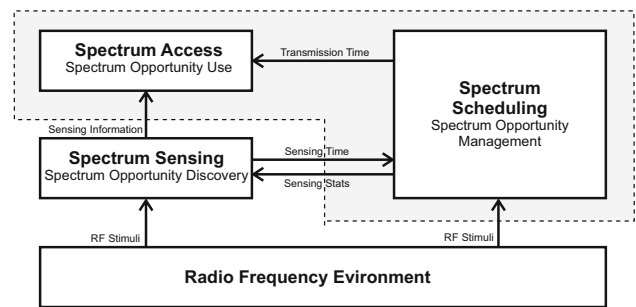 Spectrum Access
Spectrum Opportunity Use
Transmission Time
Spectrum
Scheduling
Spectrum Opportunity
Management
Sensing Information
Spectrum Sensing
Spectrum Opportunity Discovery
Sensing Time
Sensing Stats
RF Stimuli
RF Stimuli
Radio Frequency Evironment